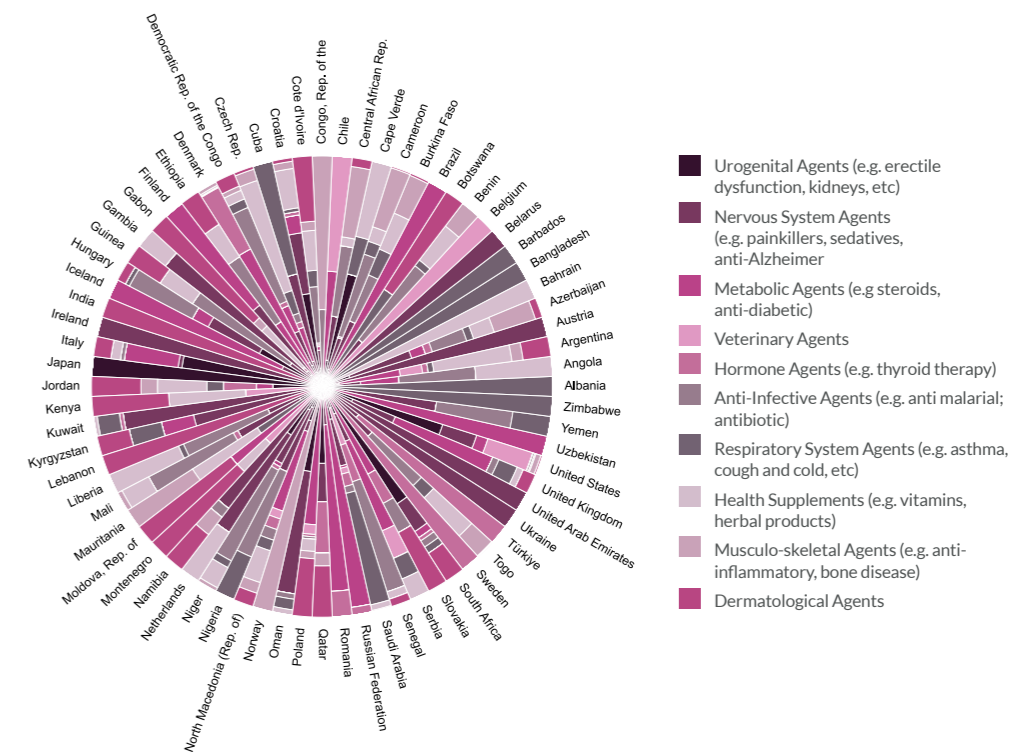 Democratic Rep. of the Congo
Czech Rep.
Cuba
Croatia
Cote d'Ivoire
Congo, Rep. of the
Chile
Central African Rep.
Cape Verde
Cameroon
Burkina Faso
Brazil
Botswana
Benin
Belgium
Belarus
Barbados
Bangladesh
Bahrain
Azerbaijan
Austria
Argentina
Angola
Albania
Zimbabwe
Yemen
Uzbekistan
United States
United Kingdom
United Arab Emirates
Ukraine
Türkiye
Togo
Sweden
South Africa
Slovakia
Serbia
Senegal
Saudi Arabia
Russian Federation
Romania
Qatar
Poland
Oman
Norway
North Macedonia (Rep. of)
Nigeria
Niger
Netherlands
Namibia
Montenegro
Moldova, Rep. of
Mauritania
Mali
Liberia
Lebanon
Kyrgyzstan
Kuwait
Kenya
Jordan
Japan
Italy
Ireland
India
Iceland
Hungary
Guinea
Gambia
Gabon
Finland
Ethiopia
Denmark
Urogenital Agents (e.g. erectile
dysfunction, kidneys, etc)
Nervous System Agents
(e.g. painkillers, sedatives,
anti-Alzheimer
Metabolic Agents (e.g steroids,
anti-diabetic)
Veterinary Agents
Hormone Agents (e.g. thyroid therapy)
Anti-Infective Agents (e.g. anti malarial;
antibiotic)
Respiratory System Agents (e.g. asthma,
cough and cold, etc)
Health Supplements (e.g. vitamins,
herbal products)
Musculo-skeletal Agents (e.g. anti-
inflammatory, bone disease)
Dermatological Agents